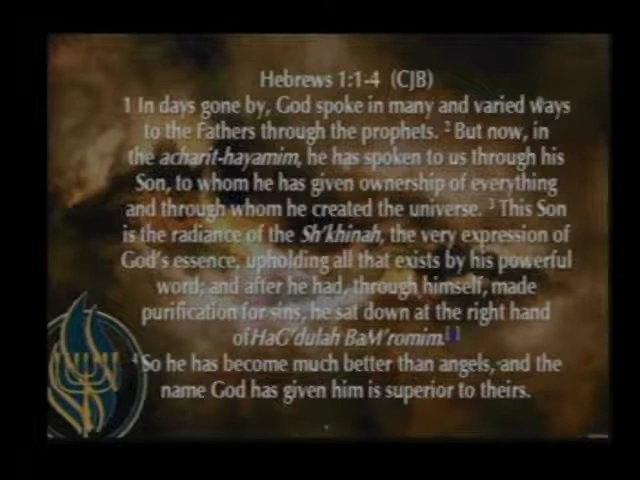 Hebrews 1:1-4 (CJB)
1 In days gone by, God spoke in many and varied ways
to the Fathers through the prophets. 2 But now, in
the acharit-hayamim, he has spoken to us through his
Son, to whom he has given ownership of everything
and through whom he created the universe. 3 This Son
is the radiance of the Sh'khinah, the very expression of
God's essence, upholding all that exists by his powerful
word; and after he had, through himself, made
purification for sins, he sat down at the right hand
of HaG'dulah BaM'romim.[ ]
4 So he has become much better than angels, and the
name God has given him is superior to theirs.